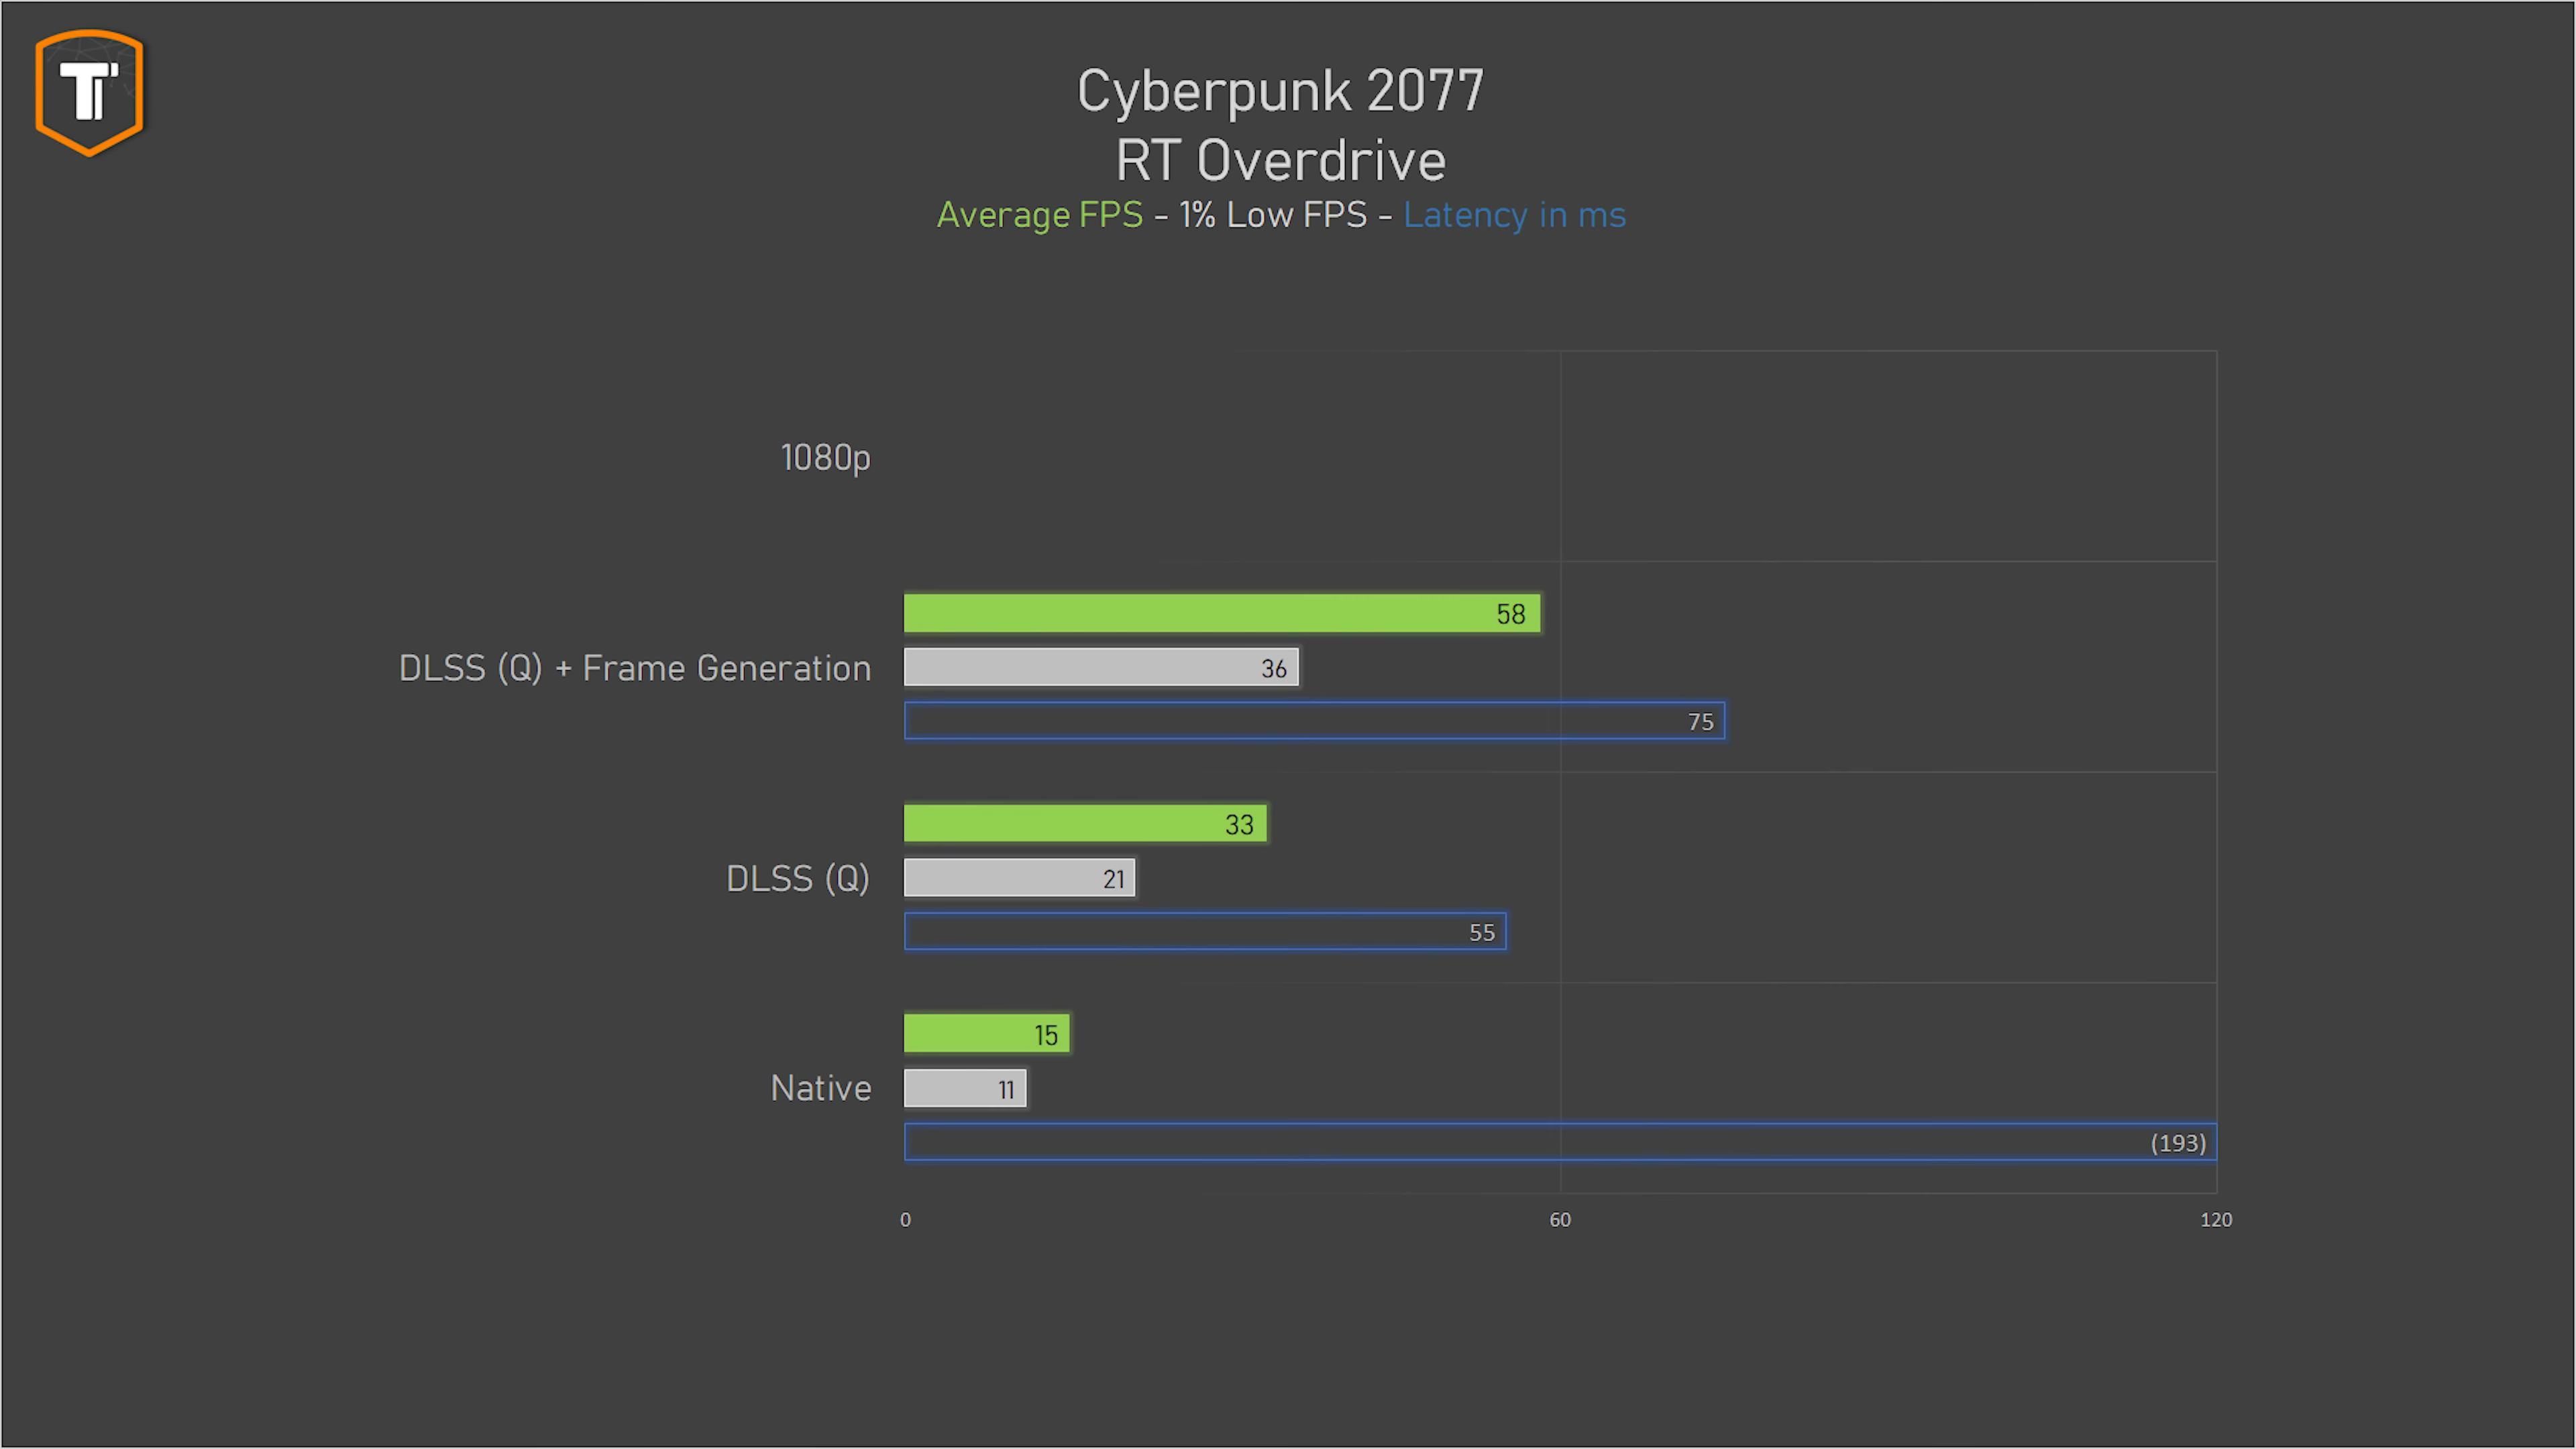 T
Cyberpunk 2077
RT Overdrive
Average FPS - 1% Low FPS - Latency in ms
1080p
58
DLSS (Q) + Frame Generation
36
75
33
DLSS (Q)
21
55
15
Native
11
(193)
0 60 120